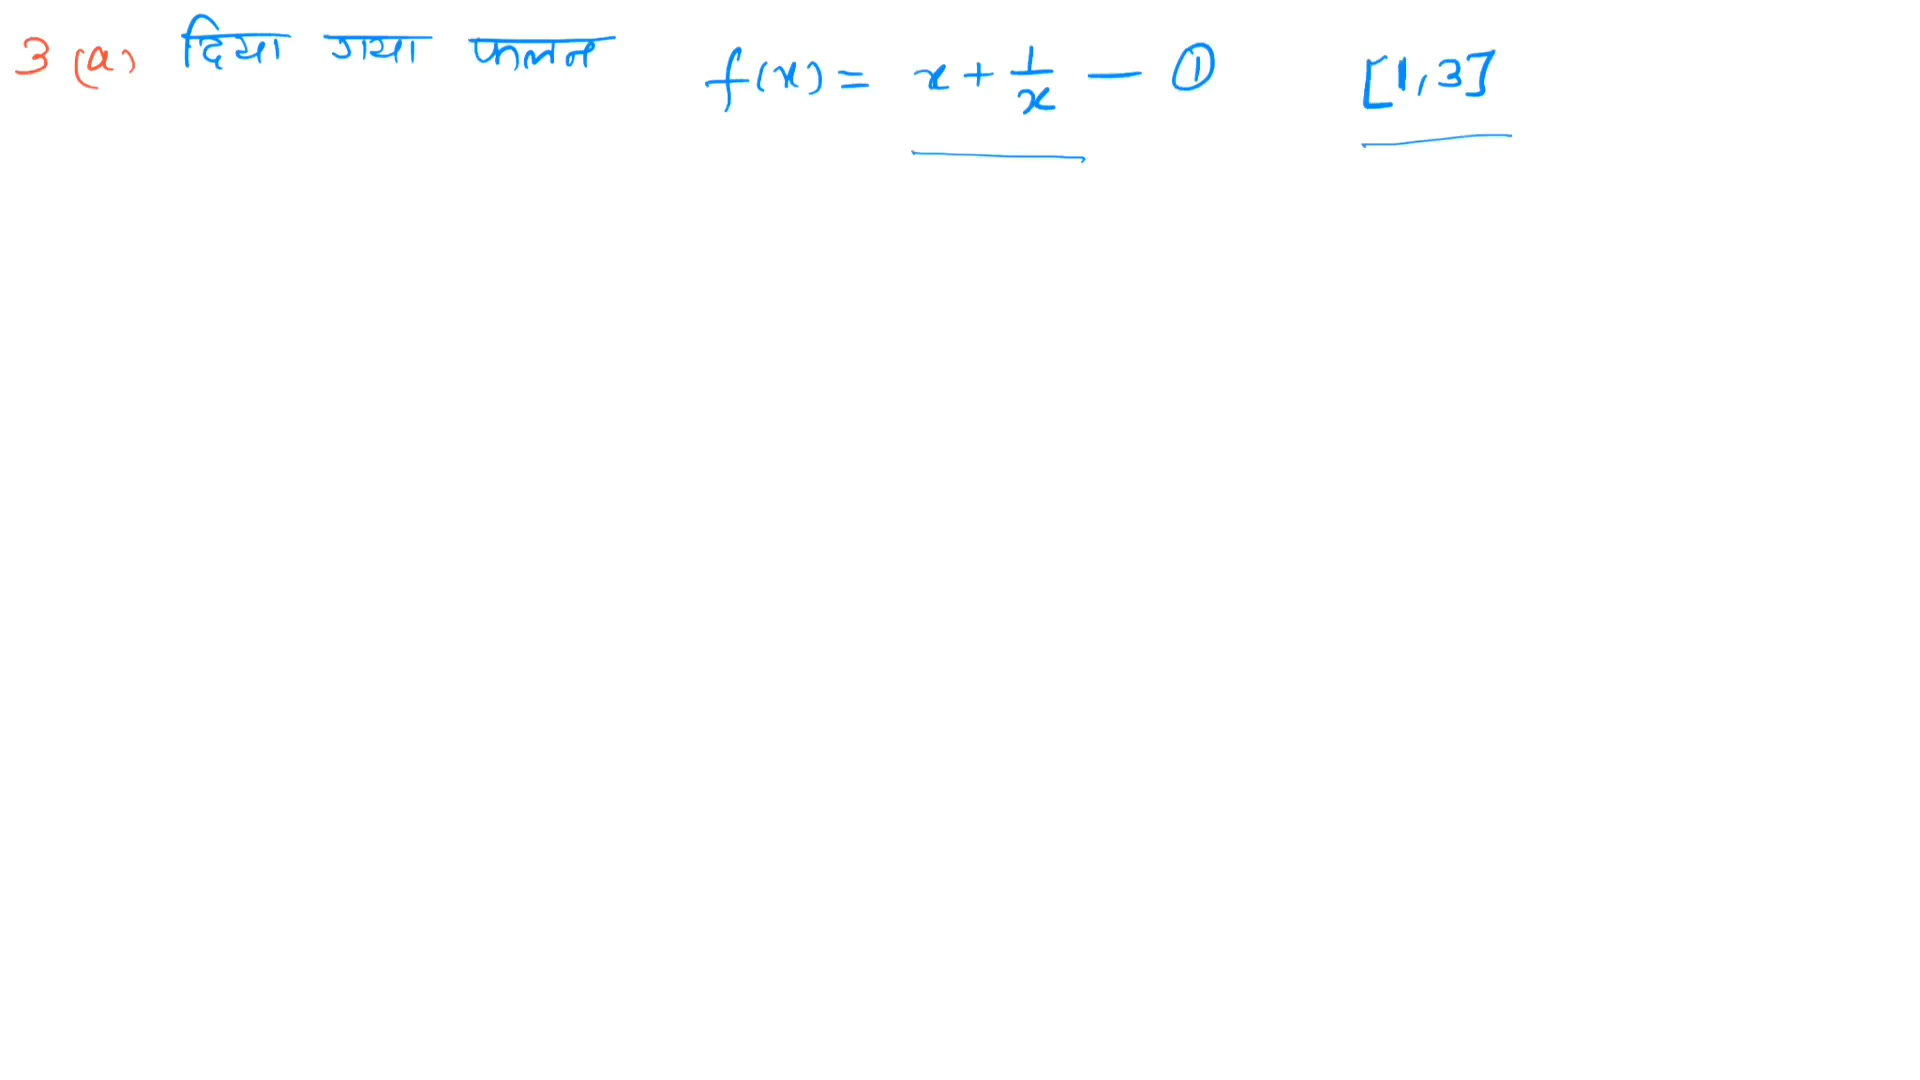 3 (a) दिया गया फलन f(x) = x + 1/x — ① [1, 3]